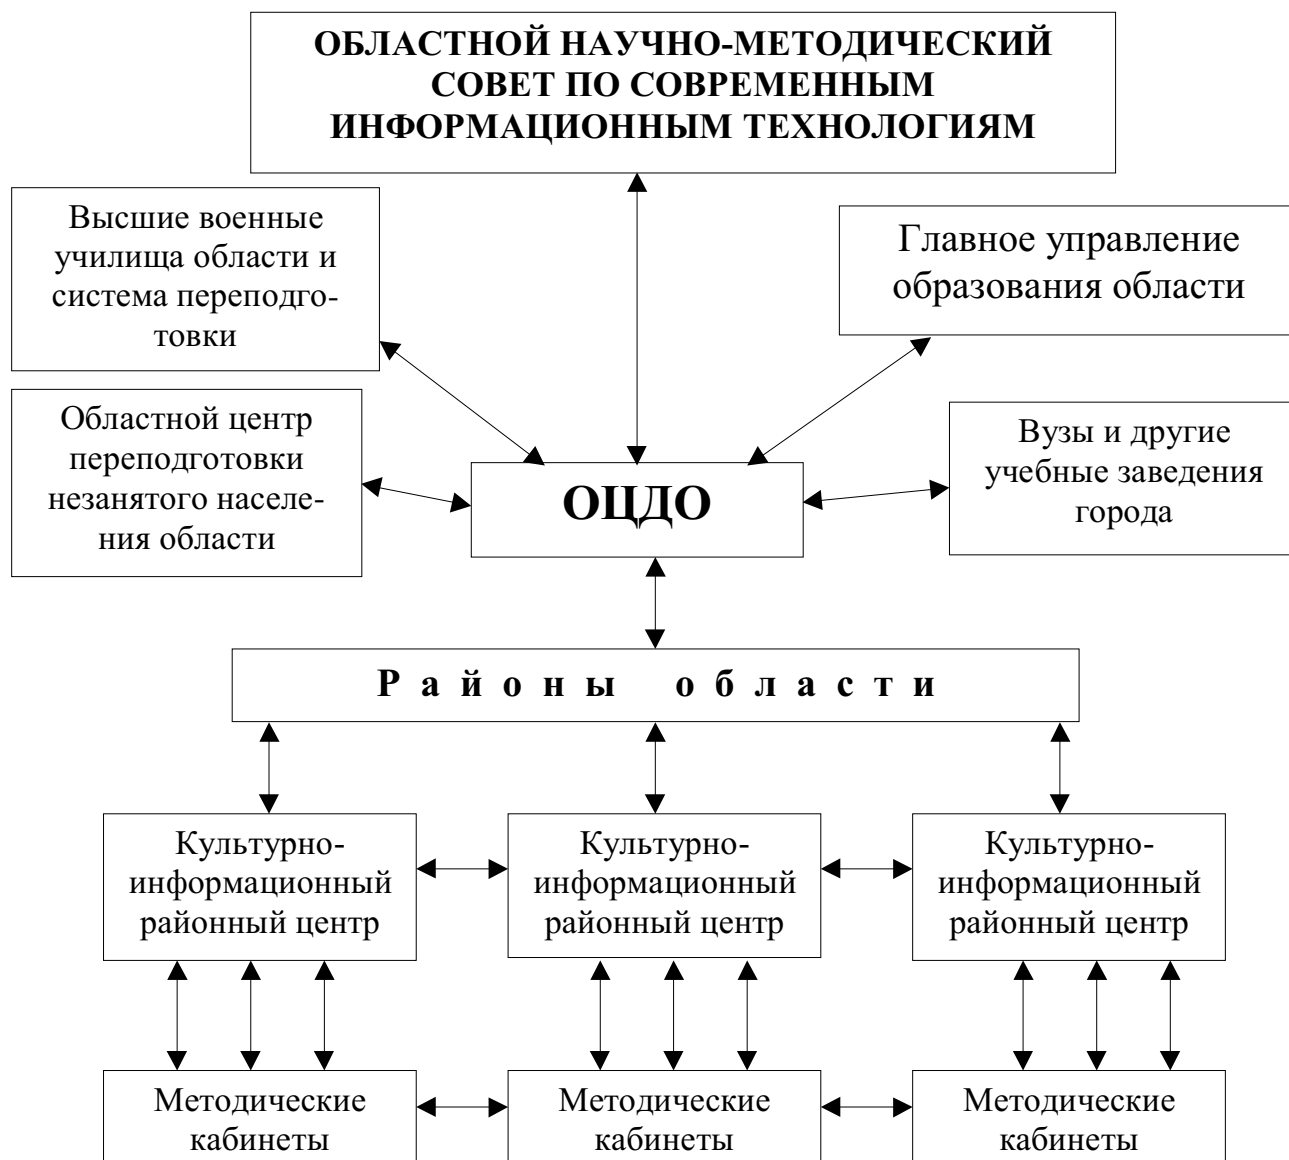 ОБЛАСТНОЙ НАУЧНО-МЕТОДИЧЕСКИЙ
СОВЕТ ПО СОВРЕМЕННЫМ
ИНФОРМАЦИОННЫМ ТЕХНОЛОГИЯМ
Высшие военные
училища области и
система переподго-
товки
Главное управление
образования области
Областной центр
переподготовки
незанятого населе-
ния области
ОЦДО
Вузы и другие
учебные заведения
города
Районы области
Культурно-
информационный
районный центр
Культурно-
информационный
районный центр
Культурно-
информационный
районный центр
Методические
кабинеты
Методические
кабинеты
Методические
кабинеты